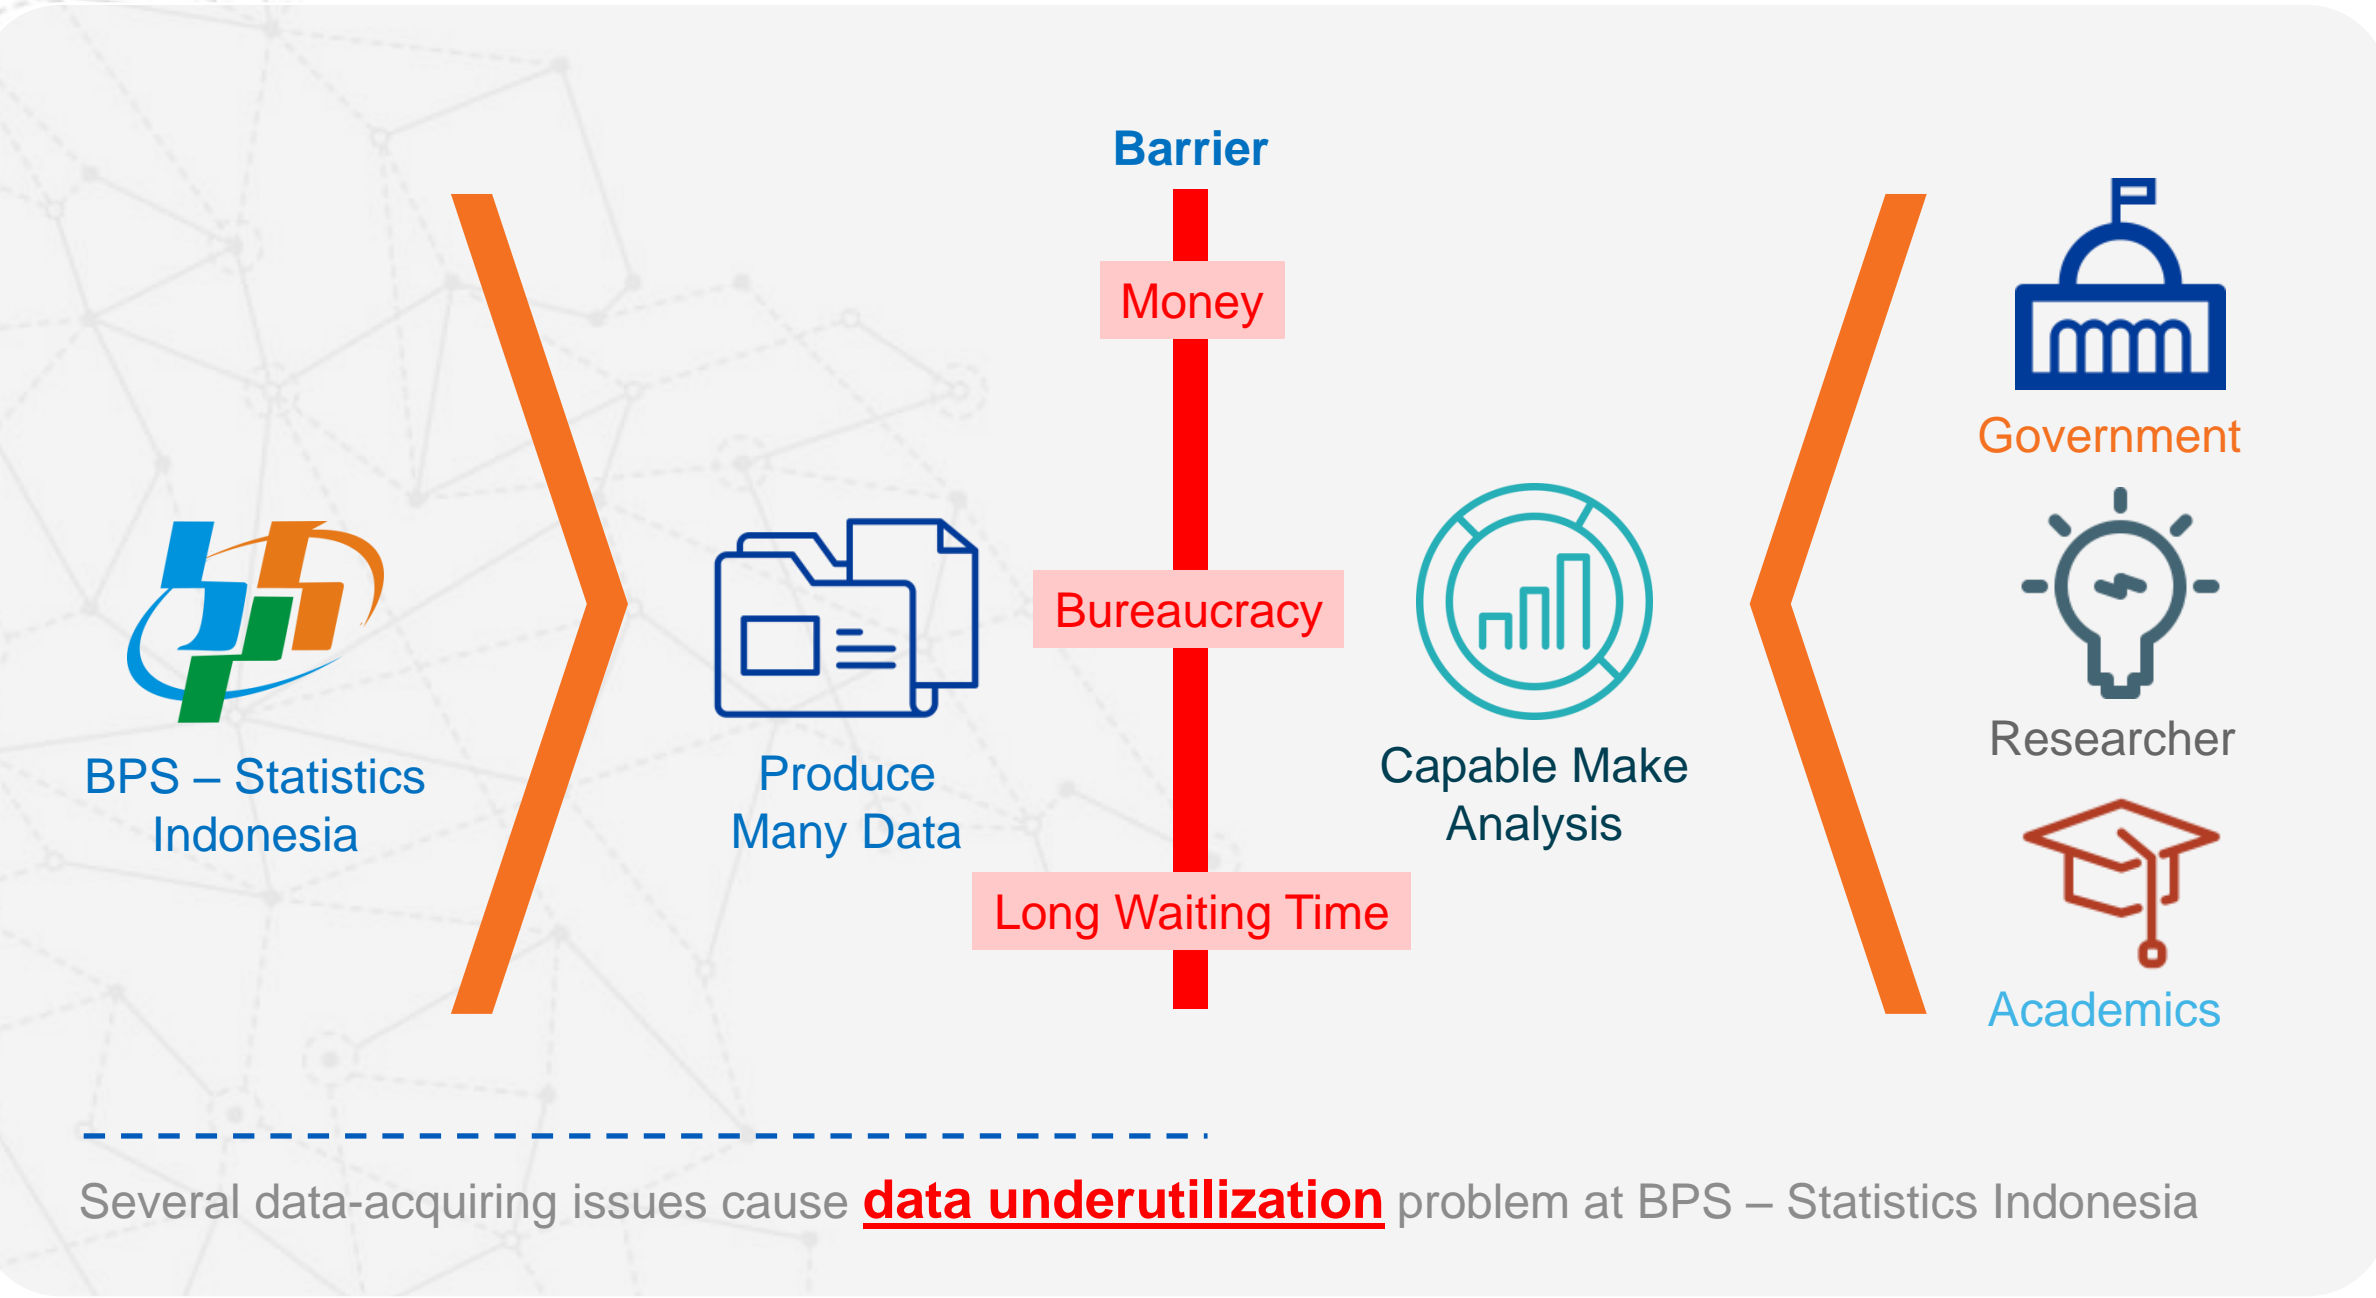 Barrier
Money
Bureaucracy
Long Waiting Time
BPS – Statistics
Indonesia
Produce
Many Data
Capable Make
Analysis
Government
Researcher
Academics
Several data-acquiring issues cause data underutilization problem at BPS – Statistics Indonesia